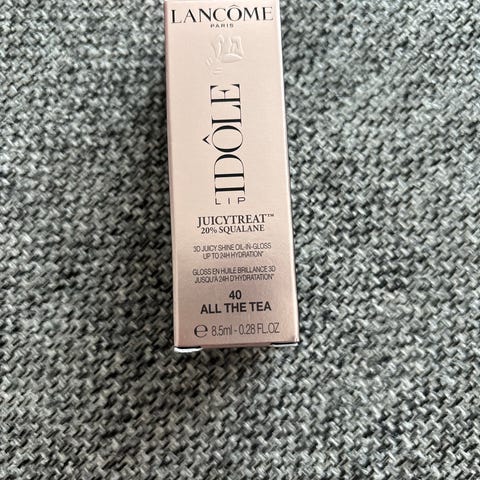 LANCÔME
PARIS
LIP
IDÔLE
JUICYTREAT™
20% SQUALANE
3D JUICY SHINE OIL-IN-GLOSS
UP TO 24H HYDRATION*
GLOSS EN HUILE BRILLANCE 3D
JUSQU'À 24H D'HYDRATATION*
40
ALL THE TEA
℮ 8.5ml - 0.28 FL.OZ